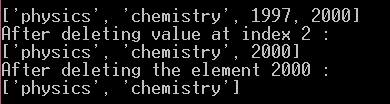 ['physics', 'chemistry', 1997, 2000]
After deleting value at index 2 :
['physics', 'chemistry', 2000]
After deleting the element 2000 :
['physics', 'chemistry']